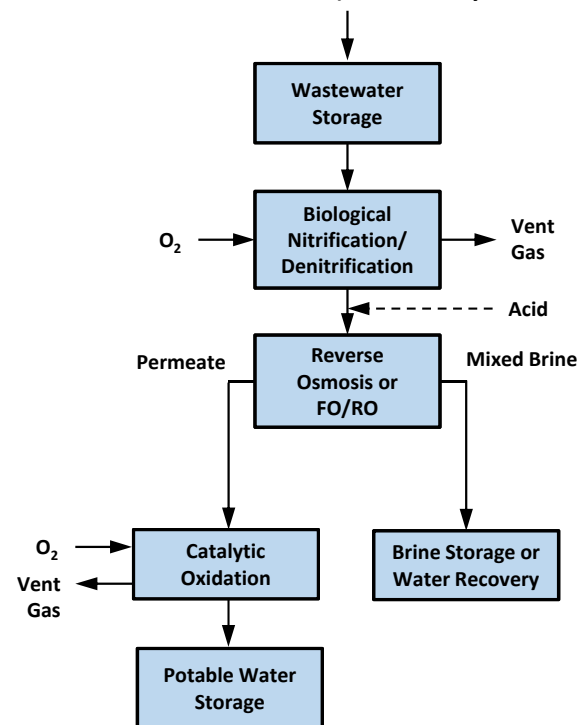 Wastewater
Storage
Biological
Nitrification/
Denitrification
O₂
Vent
Gas
Acid
Permeate
Reverse
Osmosis or
FO/RO
Mixed Brine
O₂
Vent
Gas
Catalytic
Oxidation
Brine Storage or
Water Recovery
Potable Water
Storage